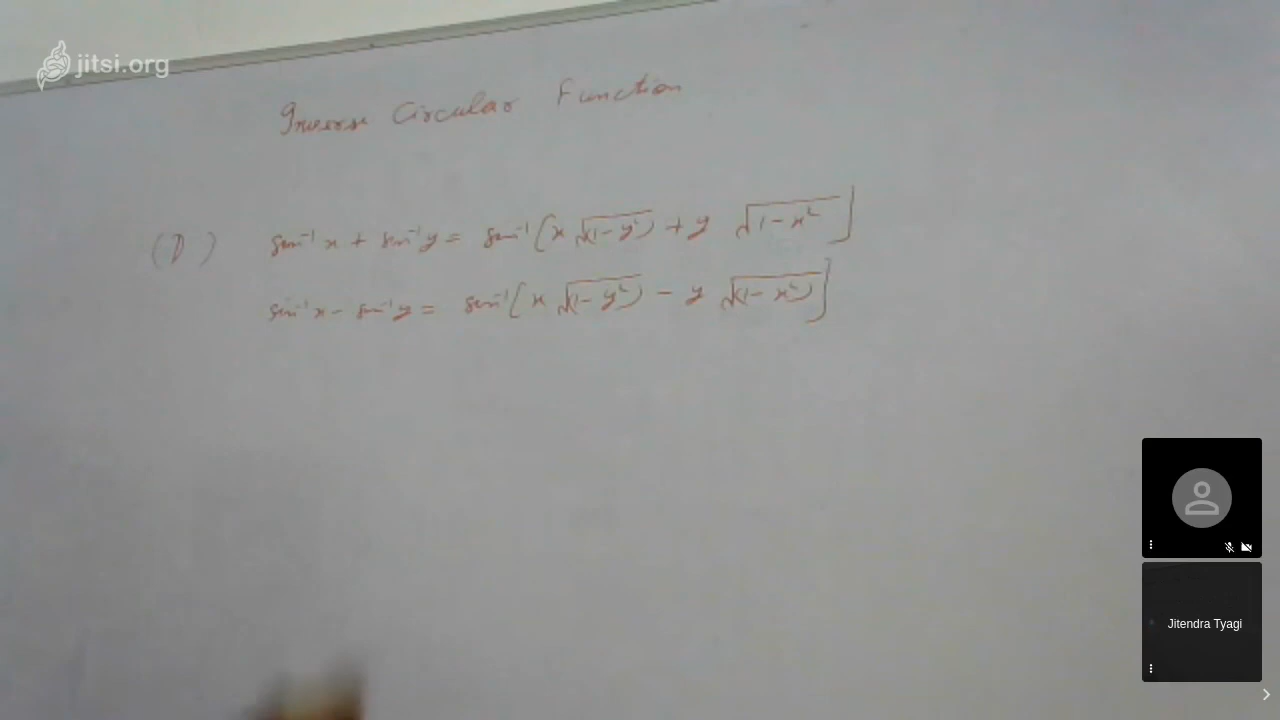 jitsi.org
Inverse Circular Function
(1) sin⁻¹x + sin⁻¹y = sin⁻¹[x √(1-y²) + y √1-x²]
sin⁻¹x - sin⁻¹y = sin⁻¹[x √(1-y²) - y √(1-x²)]
Jitendra Tyagi